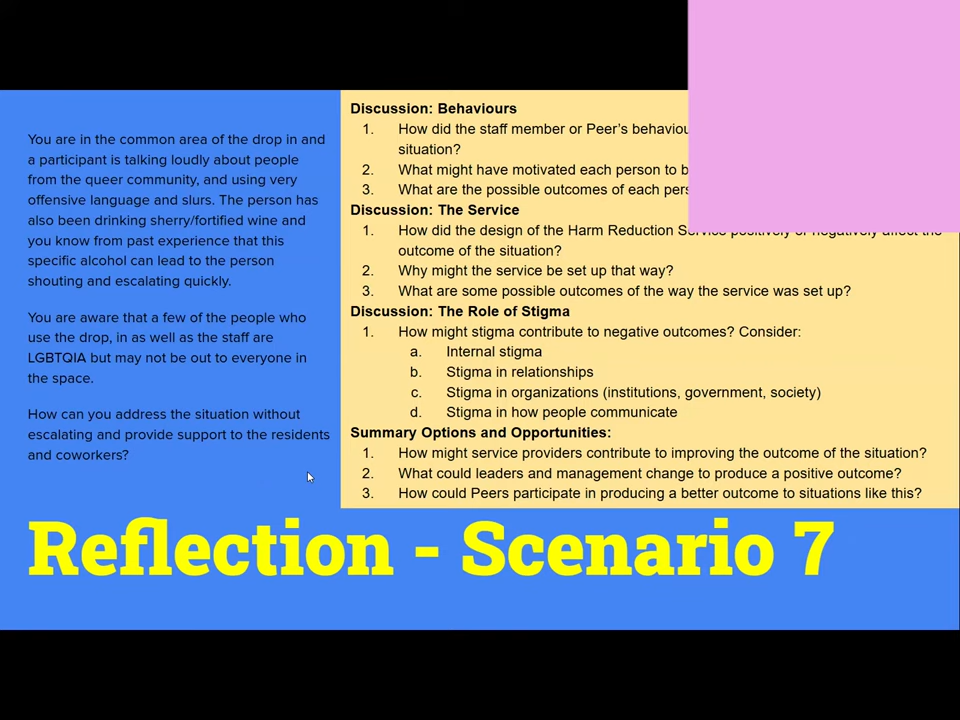 You are in the common area of the drop in and
a participant is talking loudly about people
from the queer community, and using very
offensive language and slurs. The person has
also been drinking sherry/fortified wine and
you know from past experience that this
specific alcohol can lead to the person
shouting and escalating quickly.
You are aware that a few of the people who
use the drop, in as well as the staff are
LGBTQIA but may not be out to everyone in
the space.
How can you address the situation without
escalating and provide support to the residents
and coworkers?
Discussion: Behaviours
1. How did the staff member or Peer's
situation?
2. What might have motivated each person to
3. What are the possible outcomes of each
Discussion: The Service
1. How did the design of the Harm Reduction Service positively or negatively affect the
outcome of the situation?
2. Why might the service be set up that way?
3. What are some possible outcomes of the way the service was set up?
Discussion: The Role of Stigma
1. How might stigma contribute to negative outcomes? Consider:
a. Internal stigma
b. Stigma in relationships
c. Stigma in organizations (institutions, government, society)
d. Stigma in how people communicate
Summary Options and Opportunities:
1. How might service providers contribute to improving the outcome of the situation?
2. What could leaders and management change to produce a positive outcome?
3. How could Peers participate in producing a better outcome to situations like this?
Reflection - Scenario 7